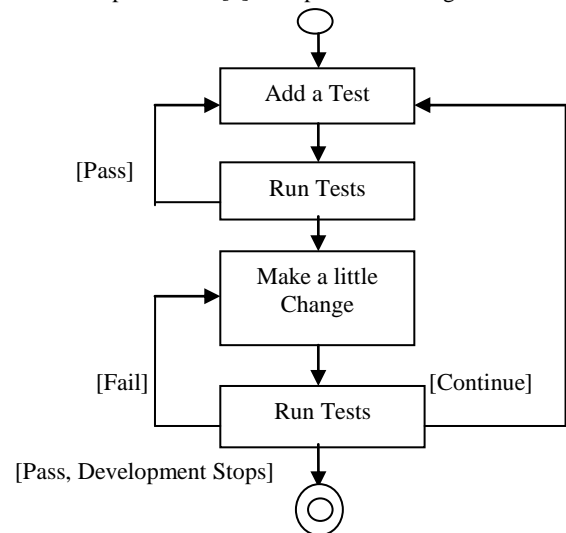 Add a Test
[Pass]
Run Tests
Make a little
Change
[Fail]
[Continue]
Run Tests
[Pass, Development Stops]